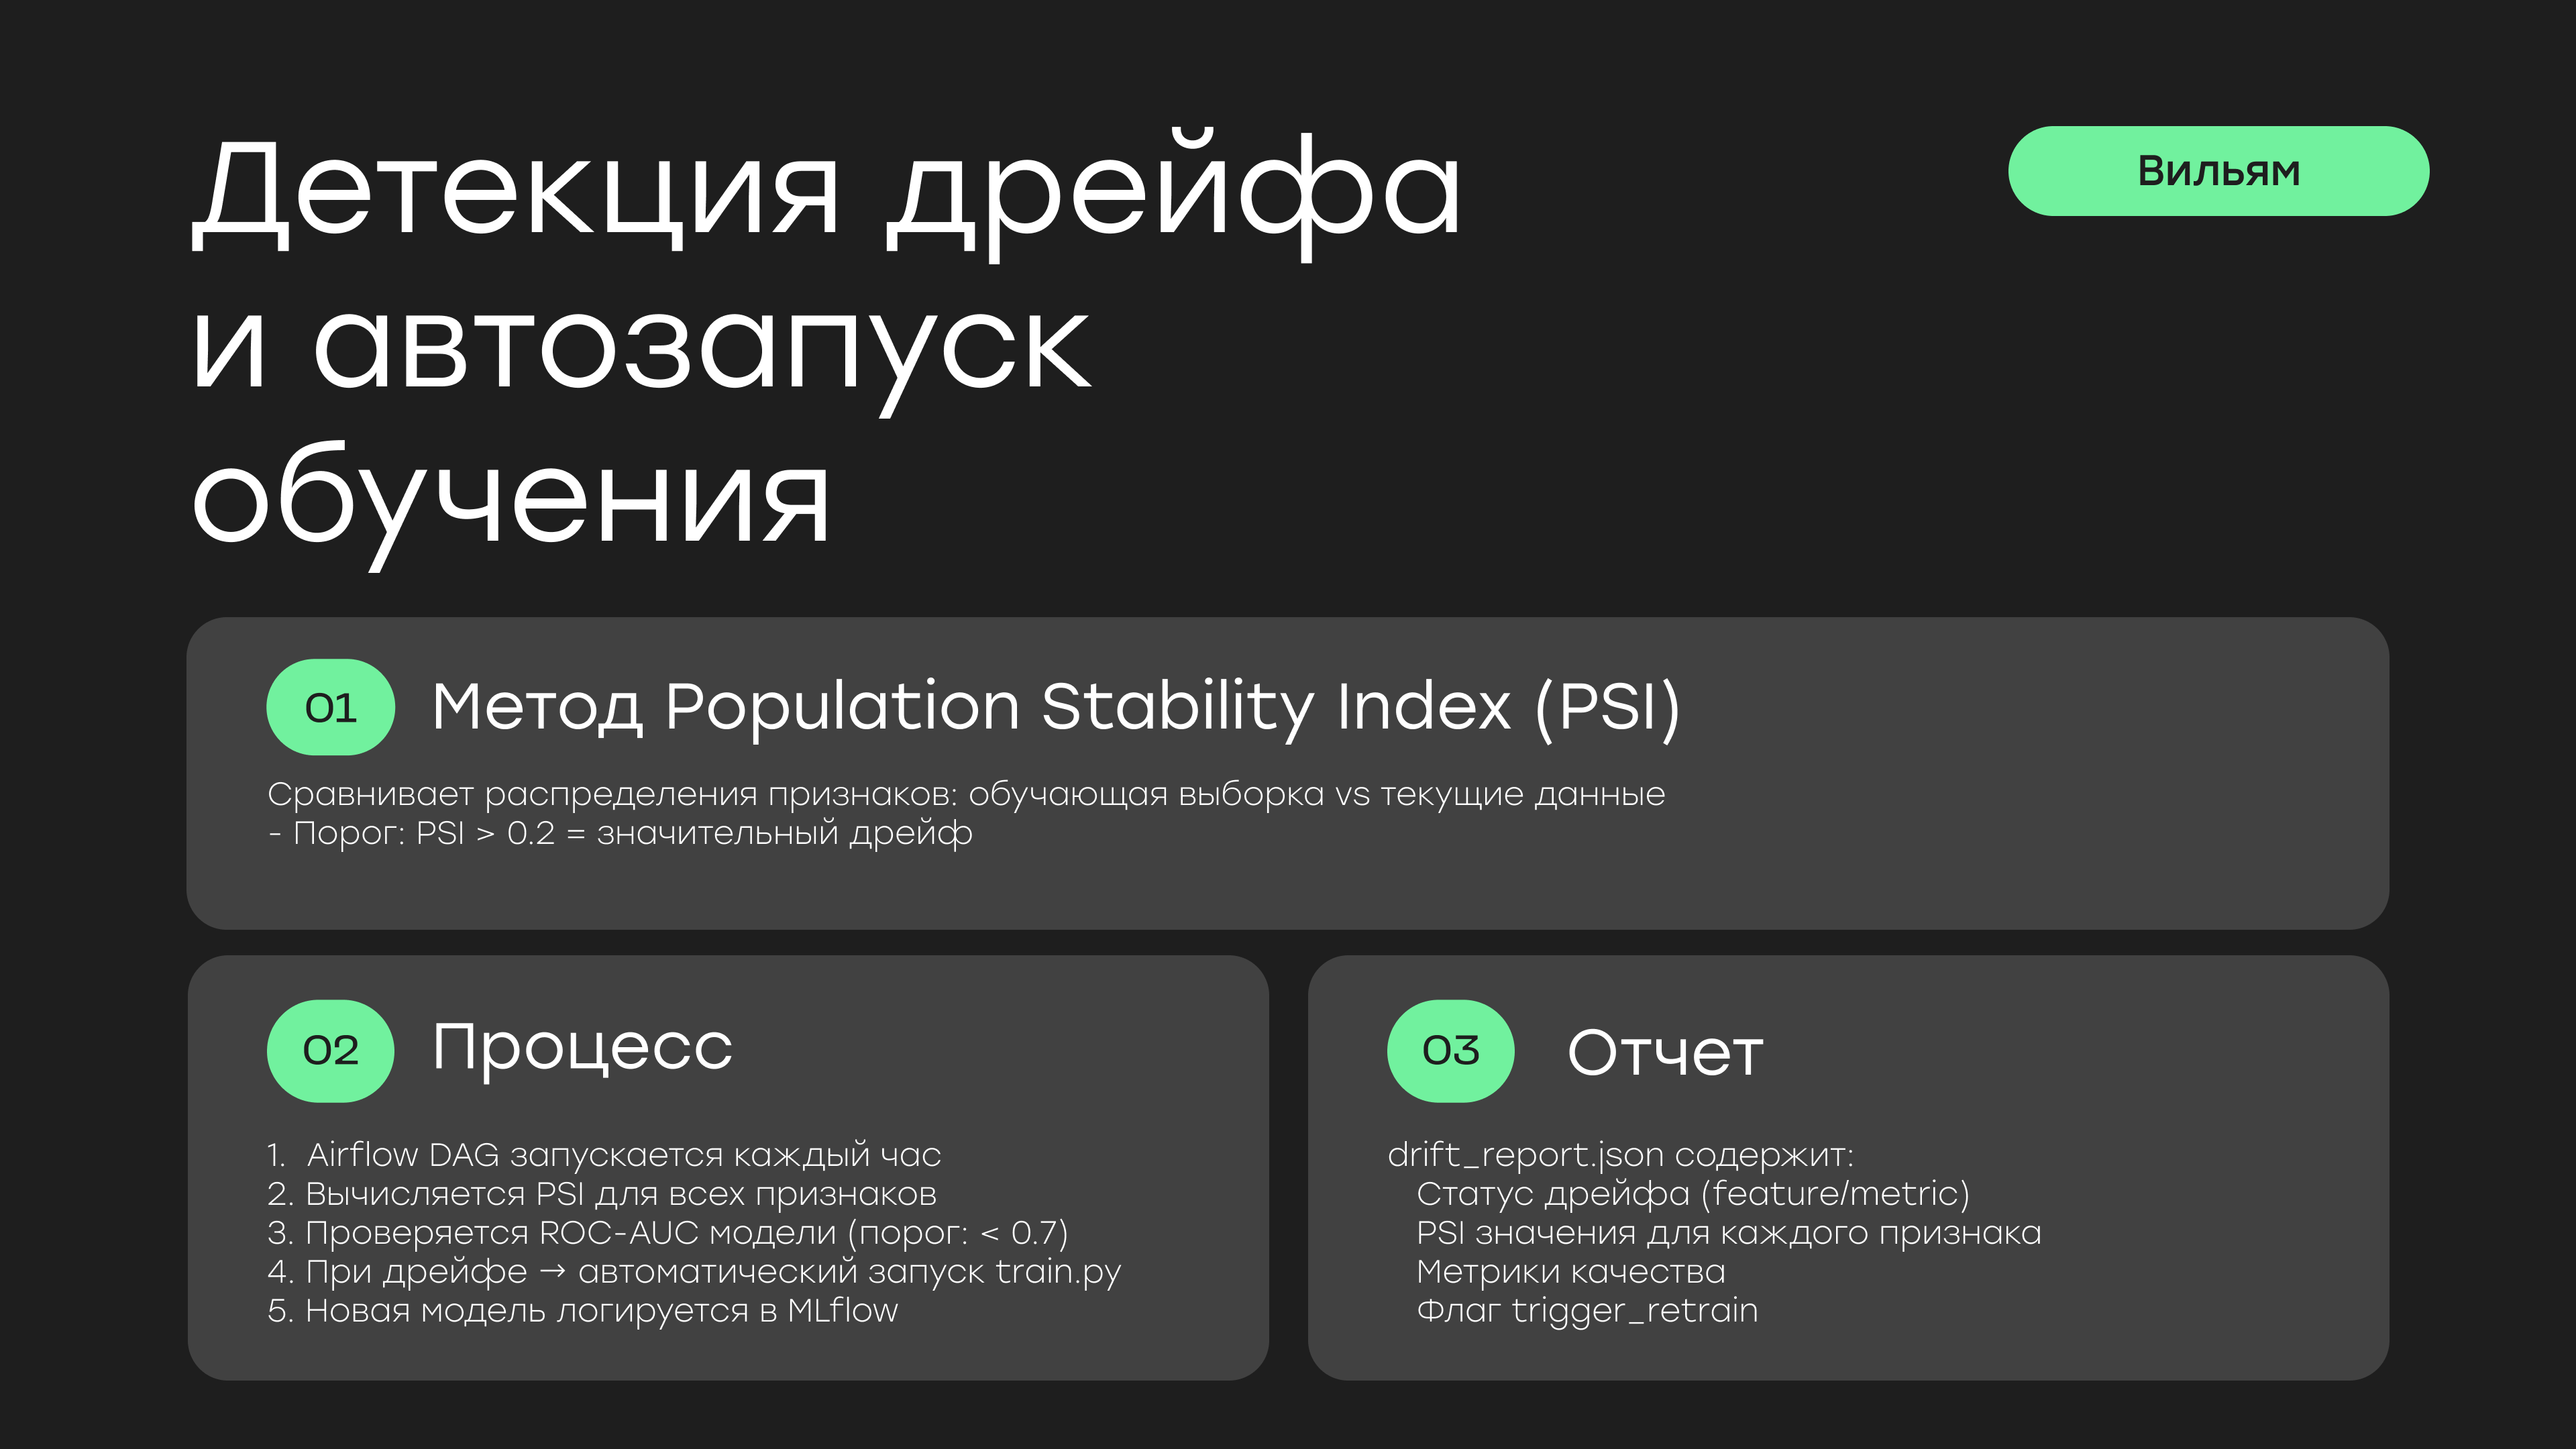 Детекция дрейфа
и автозапуск
обучения
Вильям
01
Метод Population Stability Index (PSI)
Сравнивает распределения признаков: обучающая выборка vs текущие данные
- Порог: PSI > 0.2 = значительный дрейф
02
Процесс
1. Airflow DAG запускается каждый час
2. Вычисляется PSI для всех признаков
3. Проверяется ROC-AUC модели (порог: < 0.7)
4. При дрейфе → автоматический запуск train.py
5. Новая модель логируется в MLflow
03
Отчет
drift_report.json содержит:
Статус дрейфа (feature/metric)
PSI значения для каждого признака
Метрики качества
Флаг trigger_retrain